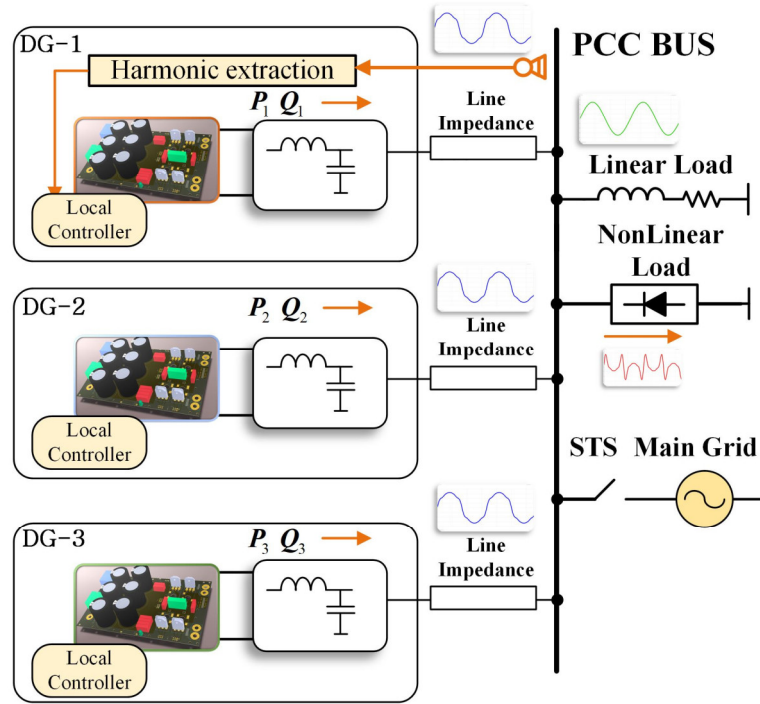 DG-1
Harmonic extraction
P1 Q1
Local
Controller
Line
Impedance
PCC BUS
Linear Load
NonLinear
Load
DG-2
P2 Q2
Local
Controller
Line
Impedance
STS
Main Grid
DG-3
P3 Q3
Local
Controller
Line
Impedance